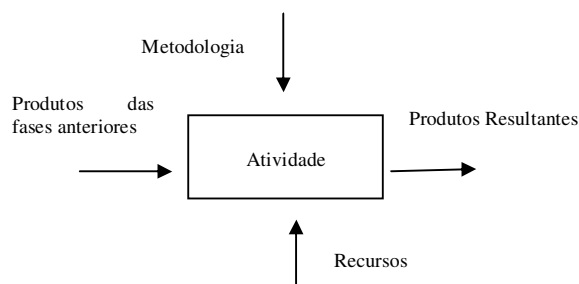 Metodologia
Produtos das
fases anteriores
Produtos Resultantes
Atividade
Recursos